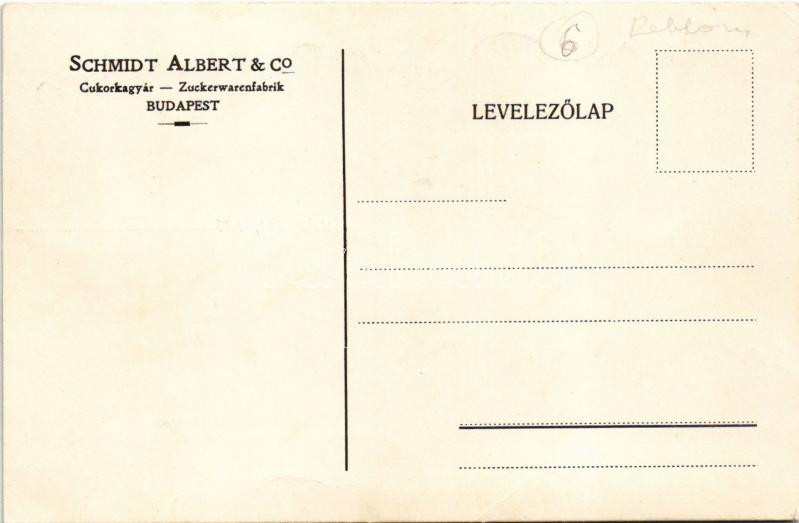 SCHMIDT ALBERT & Co
Cukorkagyár — Zuckerwarenfabrik
BUDAPEST
6
LEVELEZŐLAP